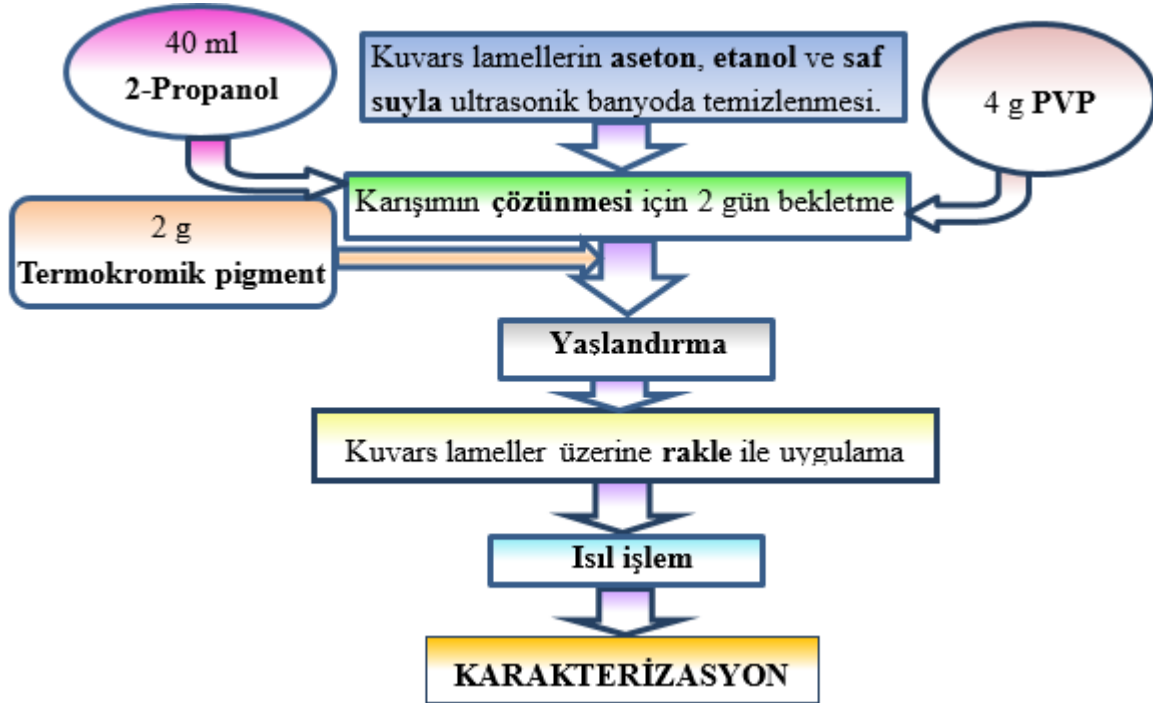 40 ml
2-Propanol
Kuvars lamellerin aseton, etanol ve saf
suyla ultrasonik banyoda temizlenmesi.
4 g PVP
Karışımın çözünmesi için 2 gün bekletme
2 g
Termokromik pigment
Yaşlandırma
Kuvars lameller üzerine rakle ile uygulama
Isıl işlem
KARAKTERİZASYON